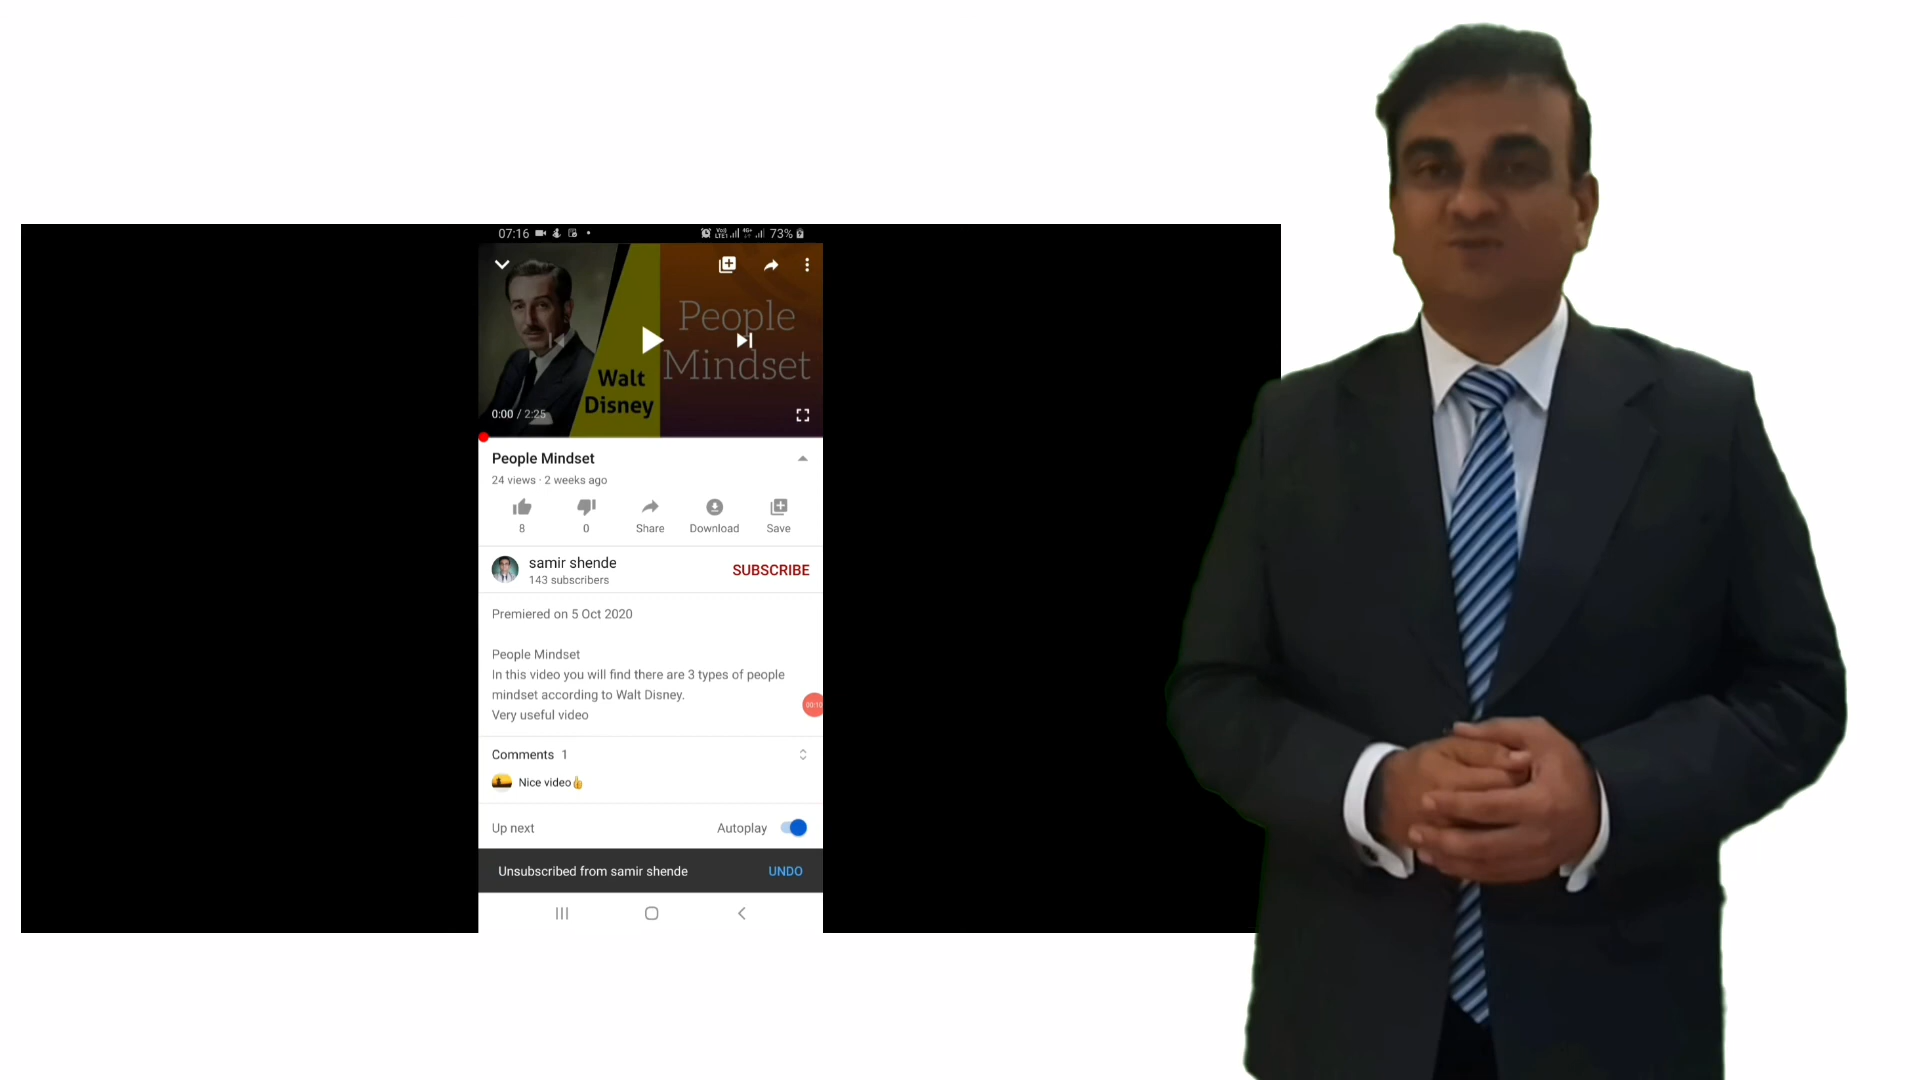 07:16
73%
People
Mindset
Walt
Disney
0:00 / 2:25
People Mindset
24 views · 2 weeks ago
8
0
Share
Download
Save
samir shende
143 subscribers
SUBSCRIBE
Premiered on 5 Oct 2020
People Mindset
In this video you will find there are 3 types of people
mindset according to Walt Disney.
Very useful video
00:10
Comments 1
Nice video👍
Up next
Autoplay
Unsubscribed from samir shende
UNDO